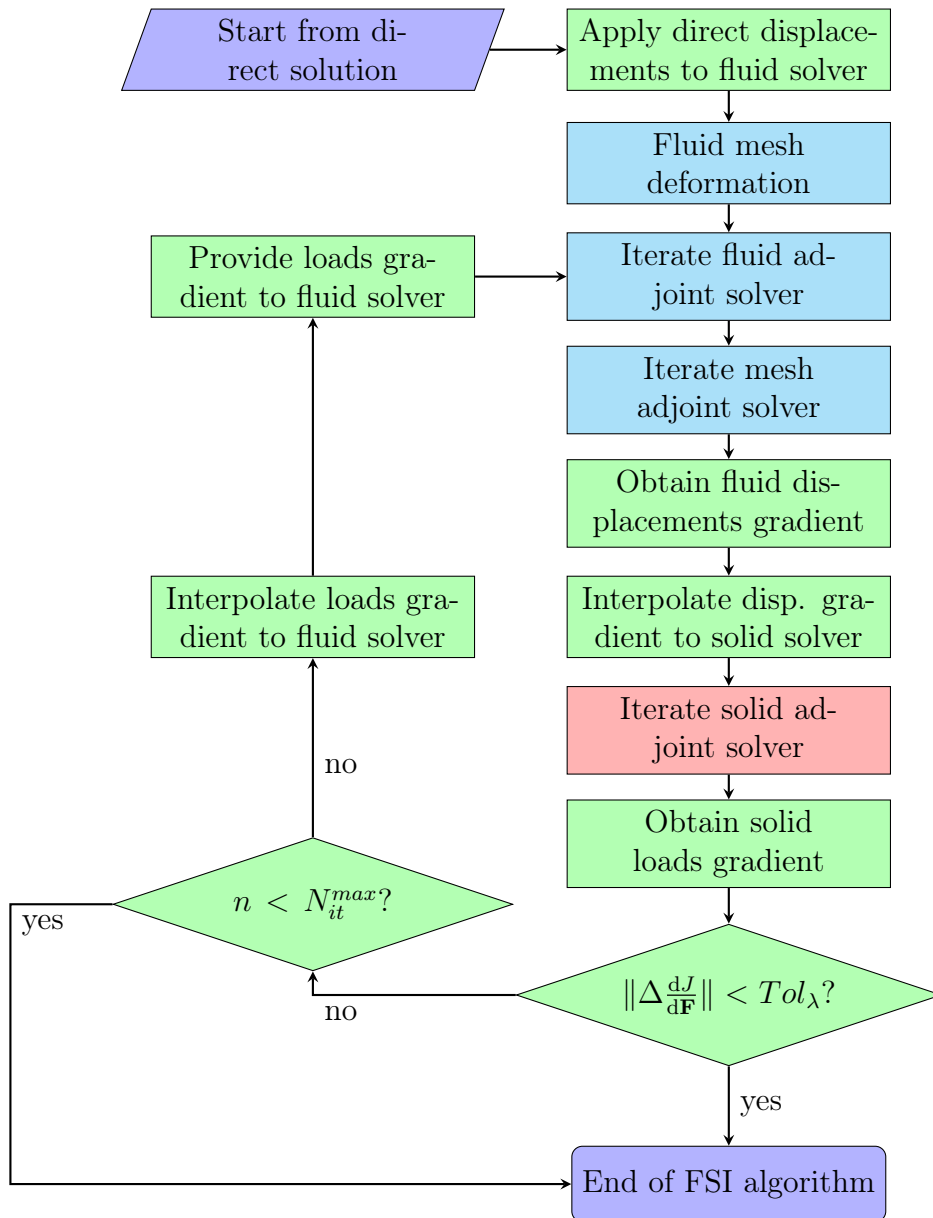 Start from di-
rect solution
Apply direct displace-
ments to fluid solver
Fluid mesh
deformation
Provide loads gra-
dient to fluid solver
Iterate fluid ad-
joint solver
Iterate mesh
adjoint solver
Obtain fluid dis-
placements gradient
Interpolate loads gra-
dient to fluid solver
Interpolate disp. gra-
dient to solid solver
Iterate solid ad-
joint solver
no
Obtain solid
loads gradient
n < N_{it}^{max}?
yes
‖Δ\frac{dJ}{d\mathbf{F}}‖ < Tol_λ?
no
yes
End of FSI algorithm